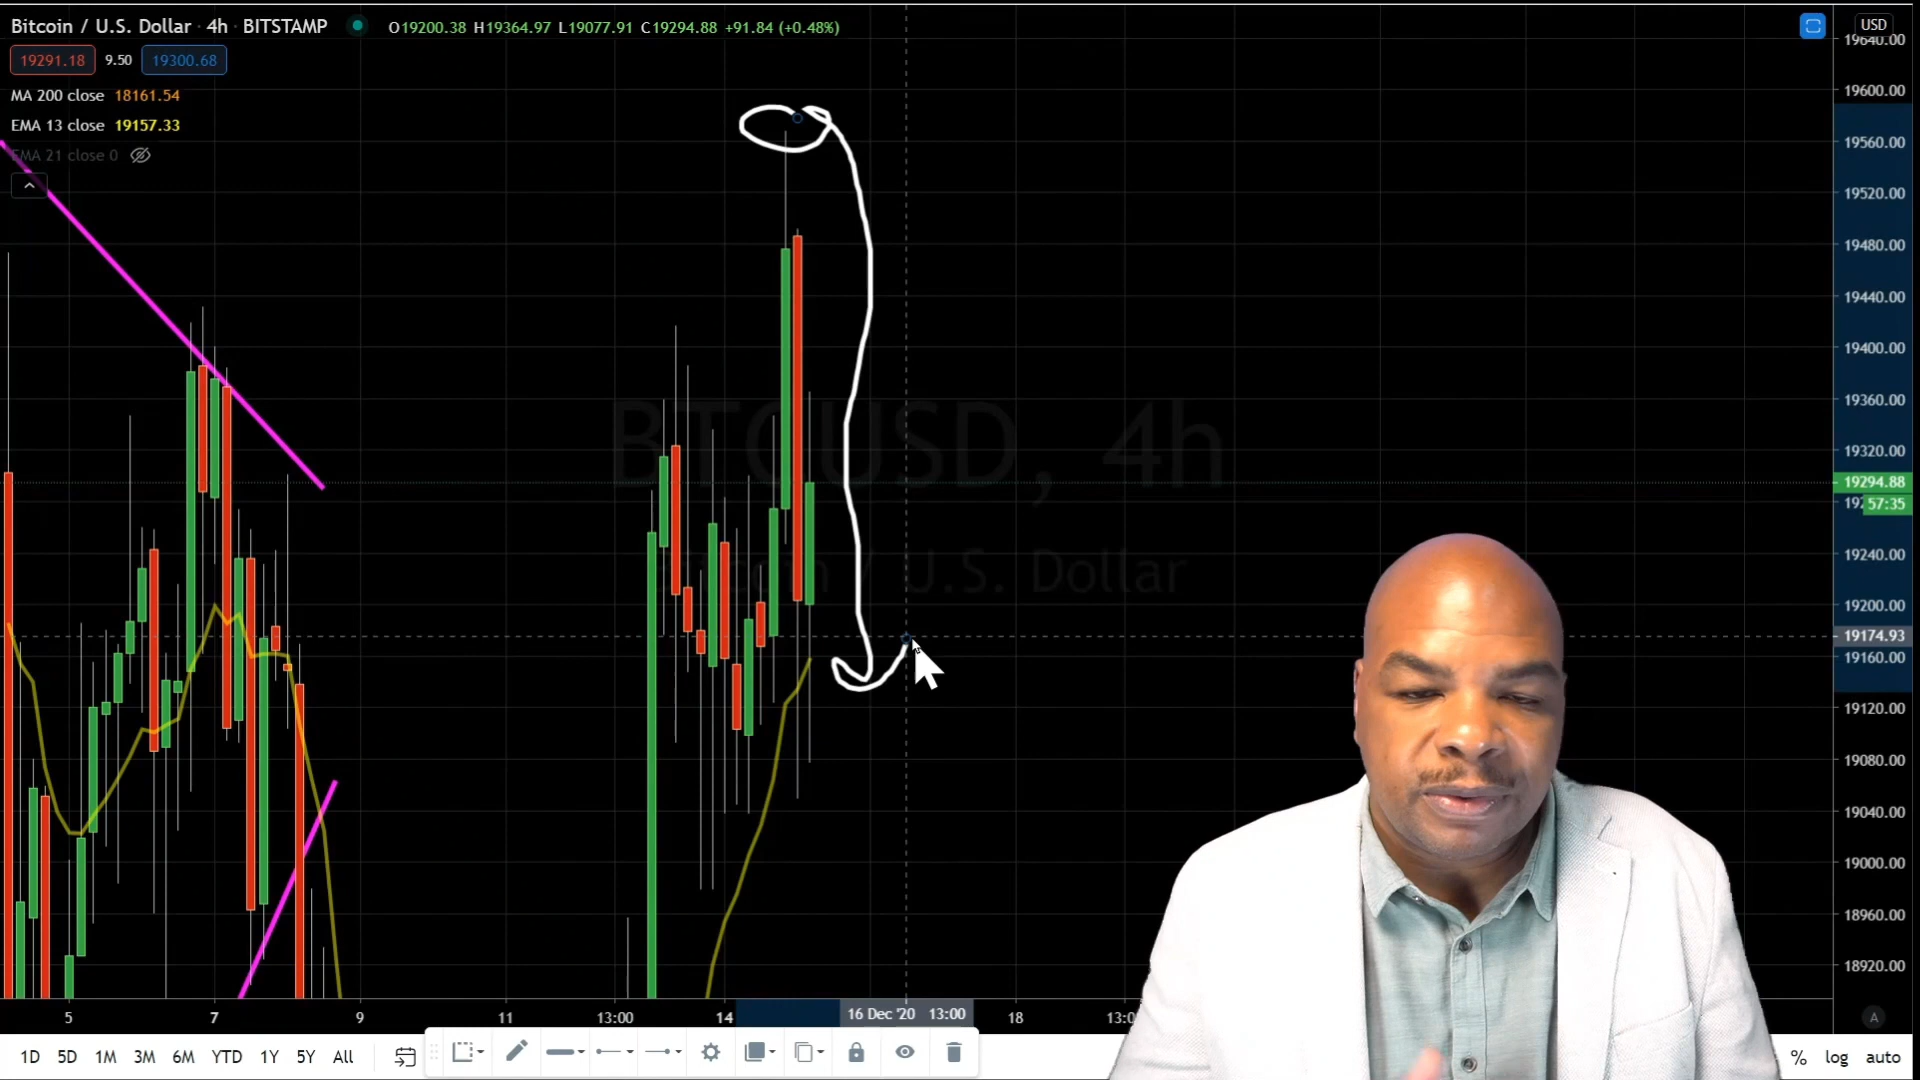 Bitcoin / U.S. Dollar · 4h · BITSTAMP O19200.38 H19364.97 L19077.91 C19294.88 +91.84 (+0.48%)
19291.18 9.50 19300.68
MA 200 close 18161.54
EMA 13 close 19157.33
EMA 21 close 0
USD
19640.00
19600.00
19560.00
19520.00
19480.00
19440.00
19400.00
19360.00
19320.00
19294.88
57:35
19240.00
19200.00
19174.93
19160.00
19120.00
19080.00
19040.00
19000.00
18960.00
18920.00
BTCUSD, 4h
Bitcoin / U.S. Dollar
5 7 9 11 13:00 14 16 Dec '20 13:00 18
A
1D 5D 1M 3M 6M YTD 1Y 5Y All
% log auto